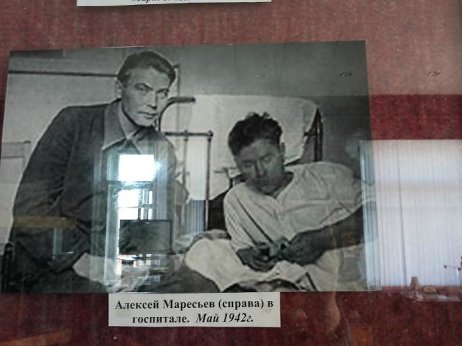 Алексей Маресьев (справа) в
госпитале. Май 1942г.